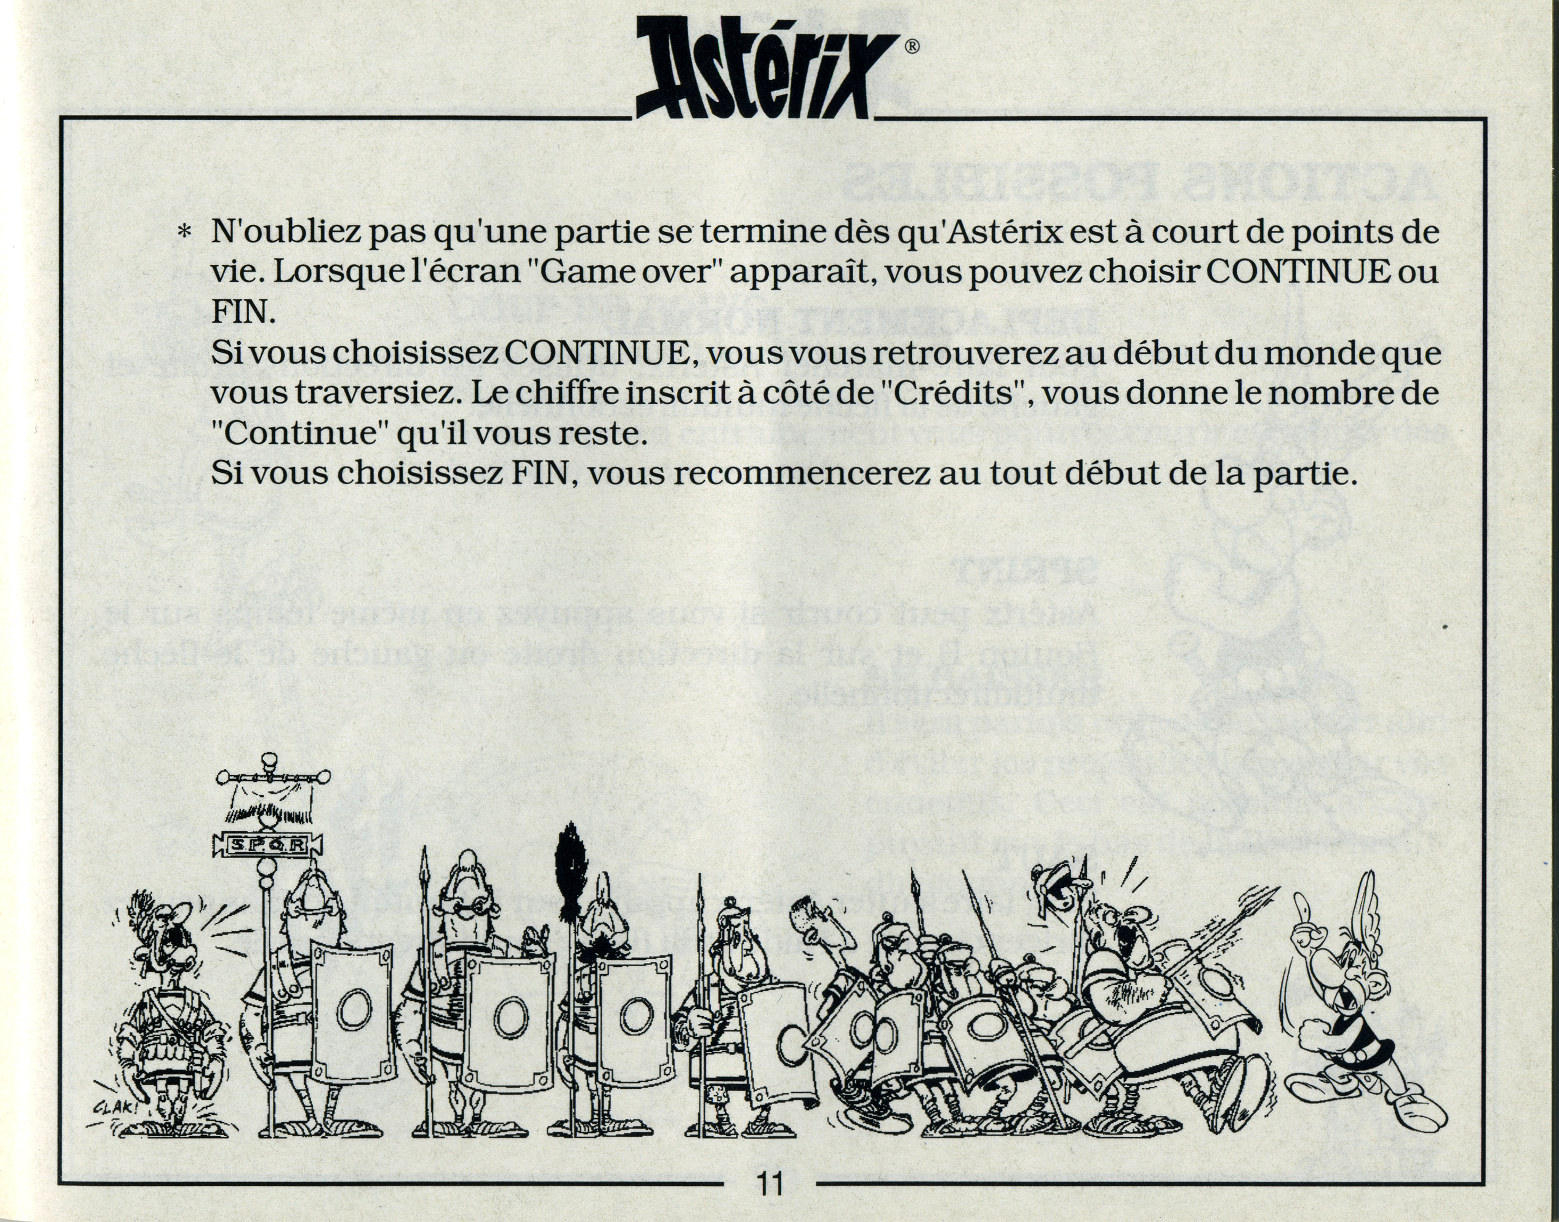 Astérix®
* N'oubliez pas qu'une partie se termine dès qu'Astérix est à court de points de
vie. Lorsque l'écran "Game over" apparaît, vous pouvez choisir CONTINUE ou
FIN.
Si vous choisissez CONTINUE, vous vous retrouverez au début du monde que
vous traversiez. Le chiffre inscrit à côté de "Crédits", vous donne le nombre de
"Continue" qu'il vous reste.
Si vous choisissez FIN, vous recommencerez au tout début de la partie.
S.P.Q.R
CLAK!
11